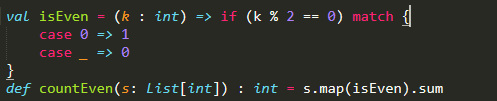 val isEven = (k : int) => if (k % 2 == 0) match {
    case 0 => 1
    case _ => 0
}
def countEven(s: List[int]) : int = s.map(isEven).sum